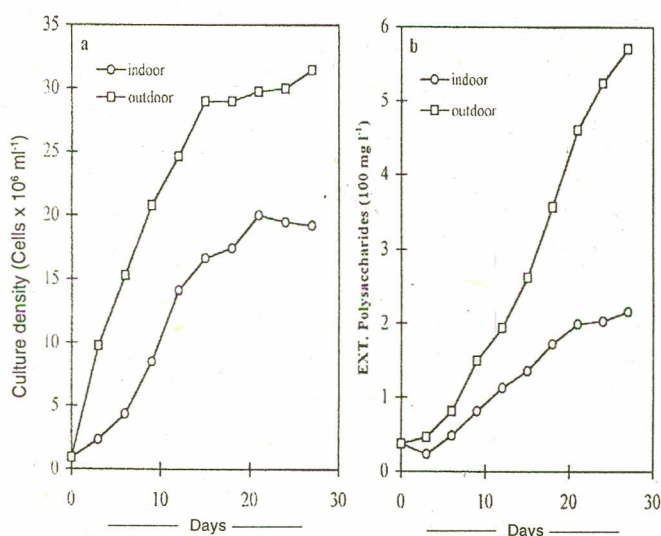 a
indoor
outdoor
Culture density (Cells x 10⁶ ml⁻¹)
35
30
25
20
15
10
5
0
0 10 20 30
Days
b
indoor
outdoor
EXT. Polysaccharides (100 mg l⁻¹)
6
5
4
3
2
1
0
0 10 20 30
Days